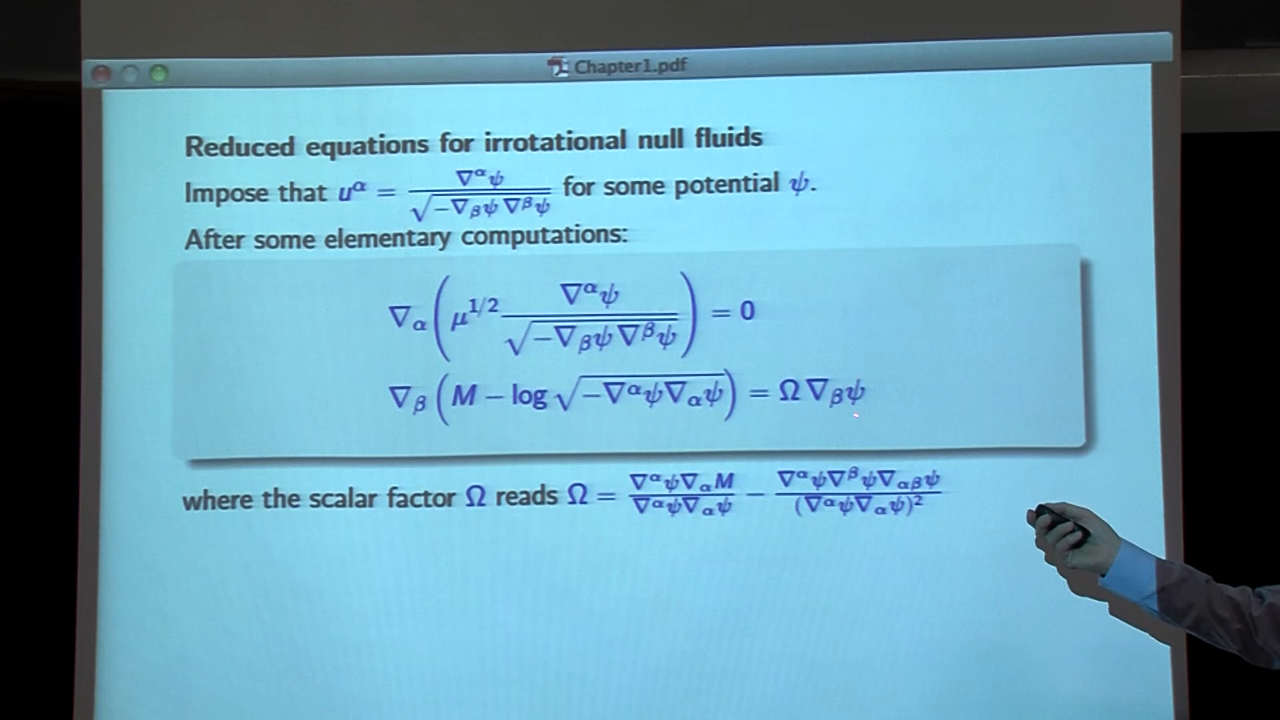 Chapter1.pdf
Reduced equations for irrotational null fluids
Impose that u^α = ∇^αψ / √(−∇_βψ ∇^βψ) for some potential ψ.
After some elementary computations:
∇_α ( μ^{1/2} ∇^αψ / √(−∇_βψ ∇^βψ) ) = 0
∇_β ( M − log √(−∇^αψ∇_αψ) ) = Ω ∇_βψ
where the scalar factor Ω reads Ω = ∇^αψ∇_αM / ∇^αψ∇_αψ − ∇^αψ∇^βψ∇_{αβ}ψ / (∇^αψ∇_αψ)^2